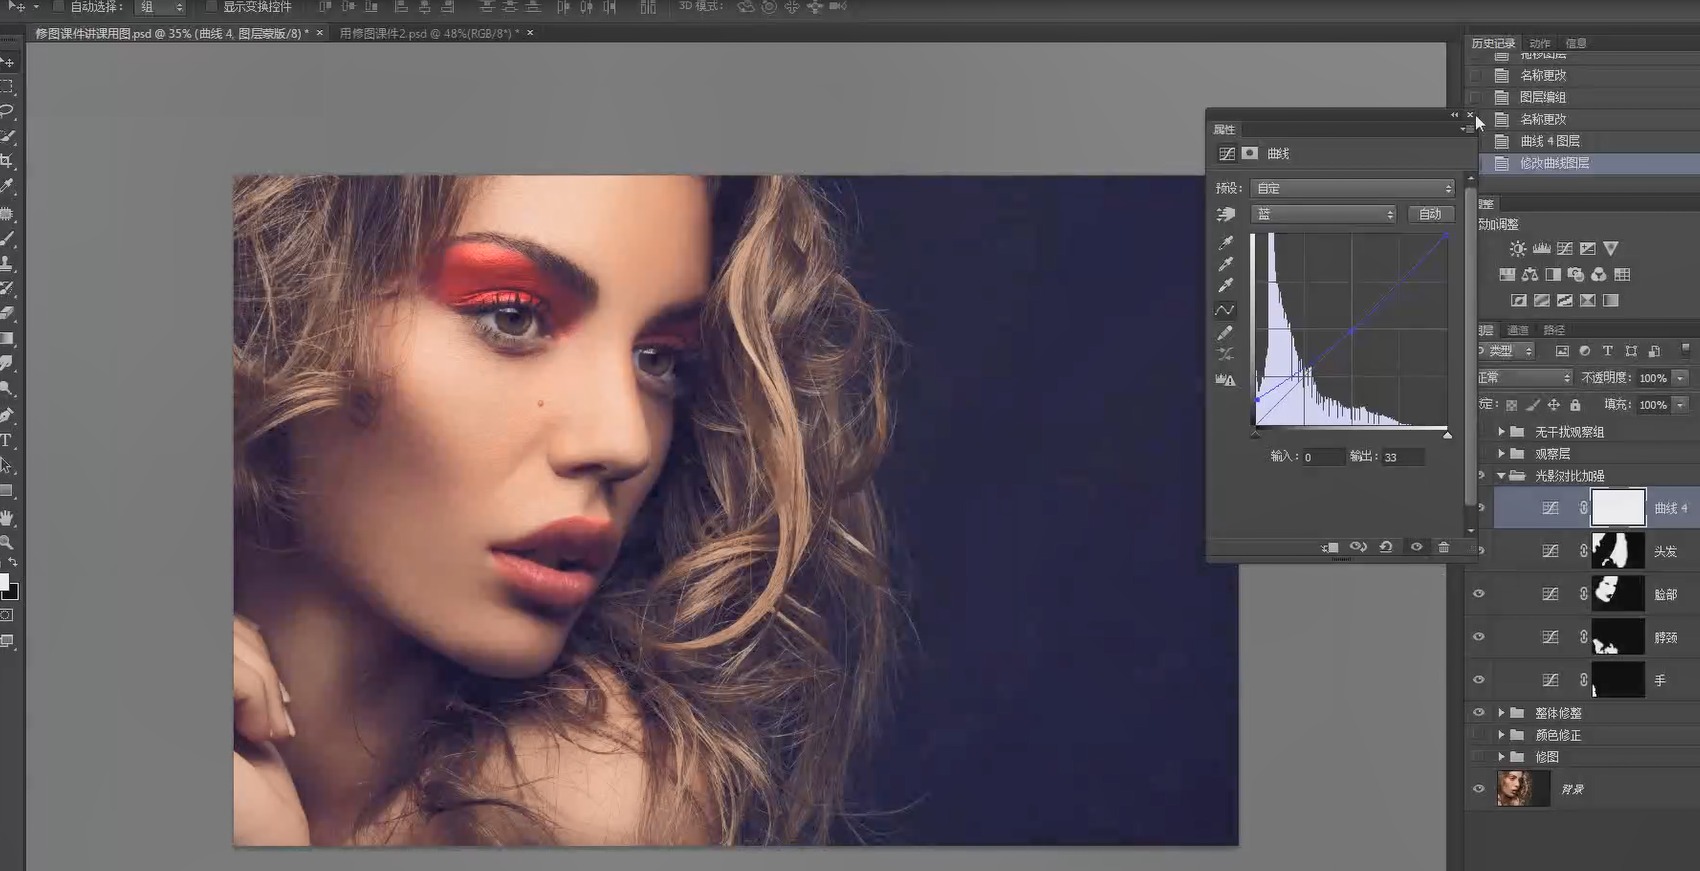 自动选择：
组
显示变换控件
3D 模式：
修图课件讲课用图.psd @ 35% (曲线 4, 图层蒙版/8) * ×
用修图课件2.psd @ 48%(RGB/8*) * ×
历史记录 动作 信息
拖移图层
名称更改
图层编组
名称更改
曲线 4 图层
修改曲线图层
属性
曲线
预设：
自定
蓝
自动
输入：
0
输出：
33
添加调整
通道 路径
类型
正常
不透明度：
100%
填充：
100%
无干扰观察组
观察层
光影对比加强
曲线 4
头发
脸部
脖颈
手
整体修整
颜色修正
修图
背景